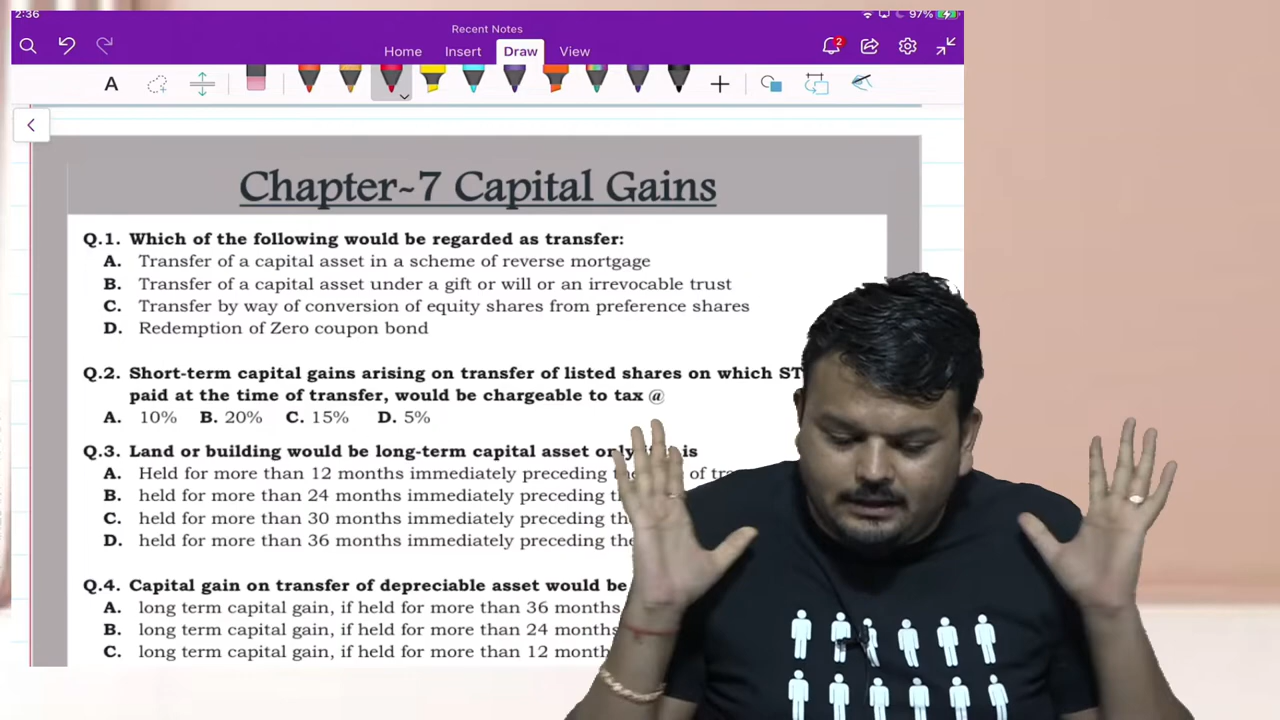 2:36
97%
Recent Notes
Home Insert Draw View
2
A
Chapter-7 Capital Gains
Q.1. Which of the following would be regarded as transfer:
A. Transfer of a capital asset in a scheme of reverse mortgage
B. Transfer of a capital asset under a gift or will or an irrevocable trust
C. Transfer by way of conversion of equity shares from preference shares
D. Redemption of Zero coupon bond
Q.2. Short-term capital gains arising on transfer of listed shares on which
paid at the time of transfer, would be chargeable to tax @
A. 10% B. 20% C. 15% D. 5%
Q.3. Land or building would be long-term capital asset only is
A. Held for more than 12 months immediately preceding of
B. held for more than 24 months immediately preceding
C. held for more than 30 months immediately preceding
D. held for more than 36 months immediately preceding the
Q.4. Capital gain on transfer of depreciable asset would be
A. long term capital gain, if held for more than 36 months
B. long term capital gain, if held for more than 24 months
C. long term capital gain, if held for more than 12